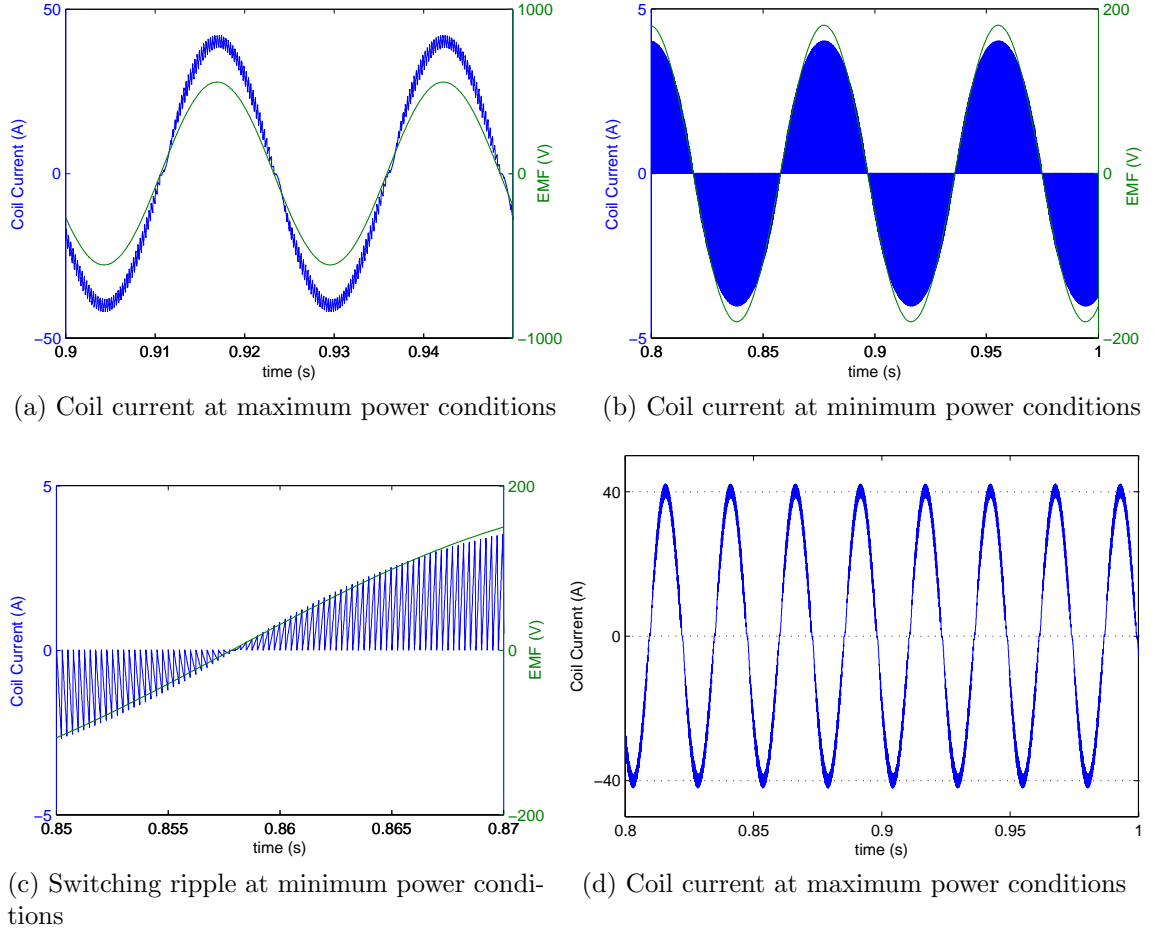 50
0
−50
Coil Current (A)
1000
0
−1000
EMF (V)
0.9 0.91 0.92 0.93 0.94
time (s)
(a) Coil current at maximum power conditions
5
0
−5
Coil Current (A)
200
0
−200
EMF (V)
0.8 0.85 0.9 0.95 1
time (s)
(b) Coil current at minimum power conditions
5
0
−5
Coil Current (A)
200
0
−200
EMF (V)
0.85 0.855 0.86 0.865 0.87
time (s)
(c) Switching ripple at minimum power condi-
tions
40
0
−40
Coil Current (A)
0.8 0.85 0.9 0.95 1
time (s)
(d) Coil current at maximum power conditions